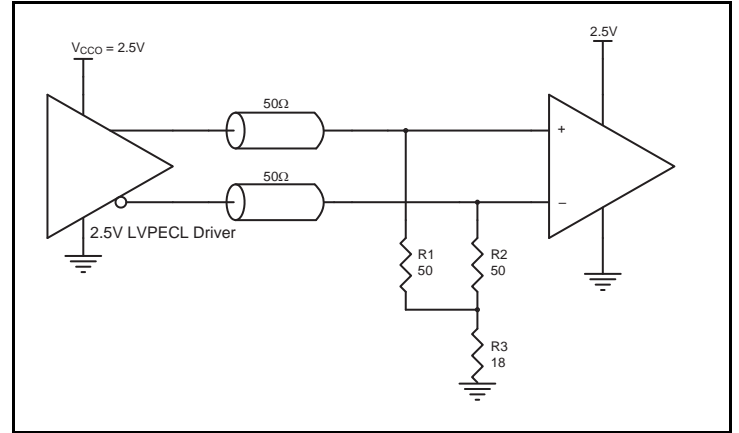 2.5V
V_CCO = 2.5V
50Ω
+
50Ω
–
2.5V LVPECL Driver
R1
50
R2
50
R3
18